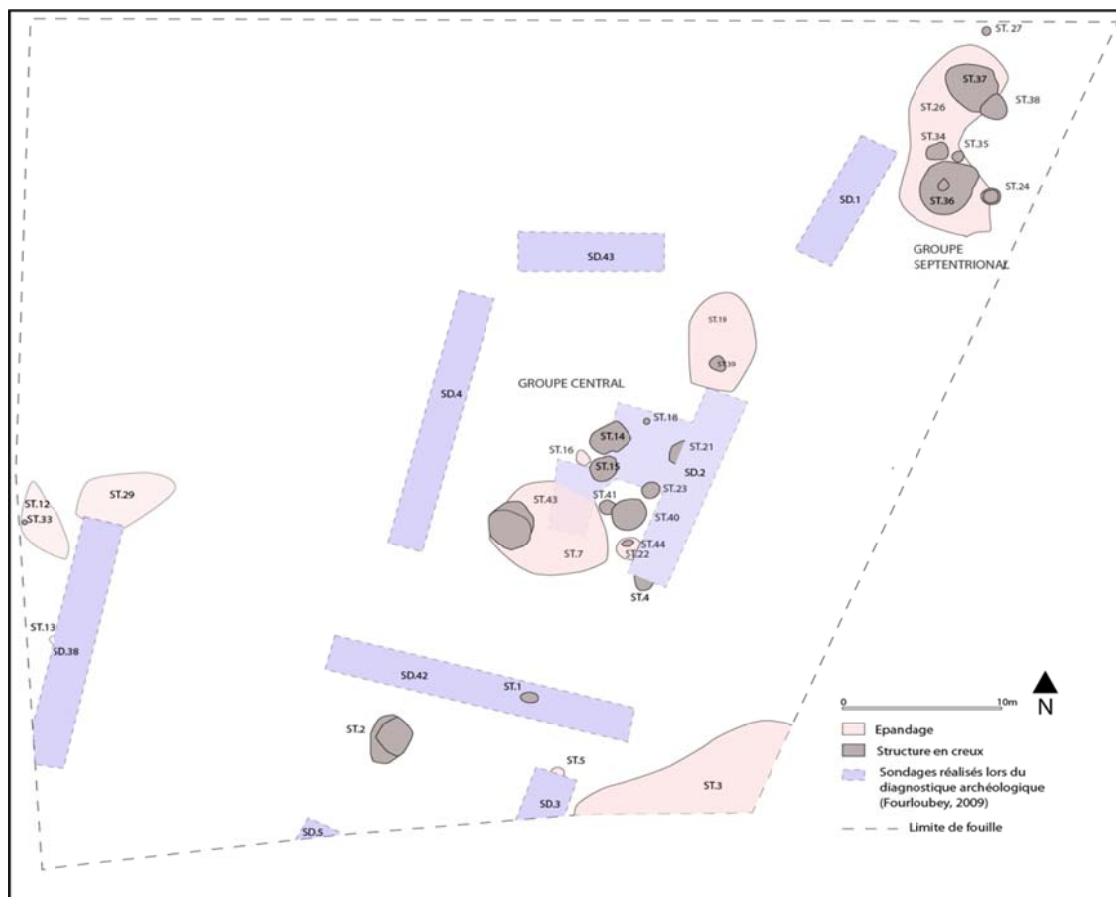 ST. 27
ST.37
ST.38
ST.26
ST.34
ST.35
ST.24
ST.36
SD.1
GROUPE
SEPTENTRIONAL
SD.43
ST.19
ST.39
SD.4
GROUPE CENTRAL
ST.18
ST.14
ST.21
ST.16
ST.15
SD.2
ST.23
ST.43
ST.41
ST.40
ST.44
ST.22
ST.7
ST.4
ST.12
ST.29
ST.33
ST.13
SD.38
SD.42
ST.1
ST.2
ST.5
SD.3
ST.3
SD.5
0 10m
N
Epandage
Structure en creux
Sondages réalisés lors du
diagnostique archéologique
(Fourloubey, 2009)
Limite de fouille